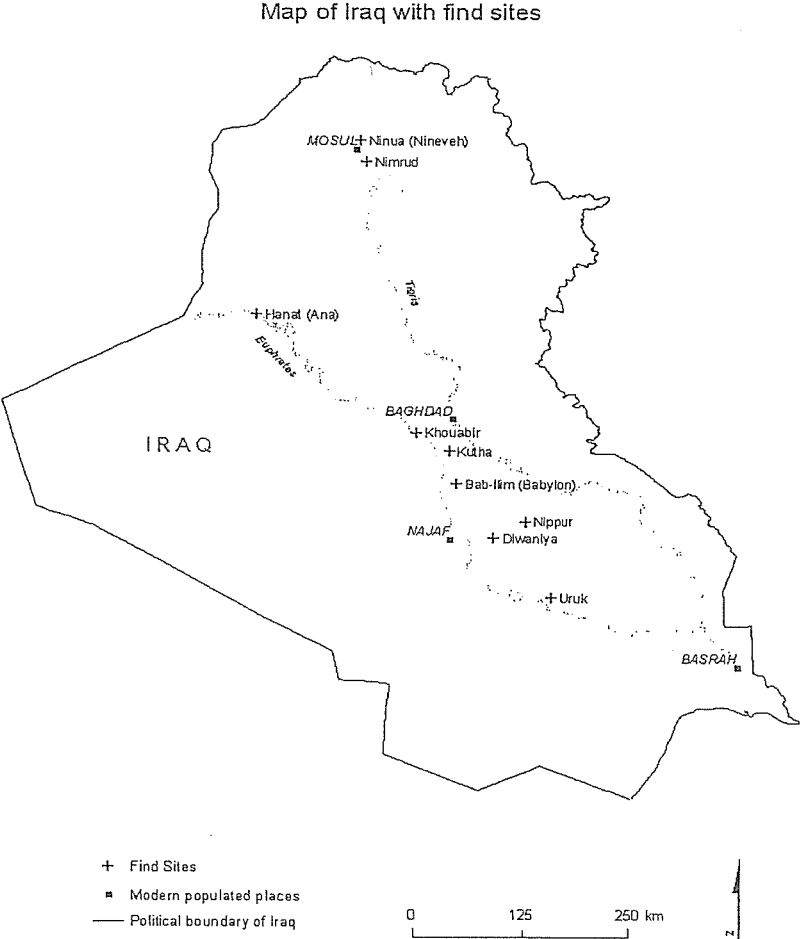 Map of Iraq with find sites
MOSUL
Ninua (Nineveh)
Nimrud
Tigris
Hanat (Ana)
Euphrates
BAGHDAD
Khouabir
IRAQ
Kutha
Bab-ilim (Babylon)
Nippur
NAJAF
Diwaniya
Uruk
BASRAH
Find Sites
Modern populated places
Political boundary of Iraq
0 125 250 km
N